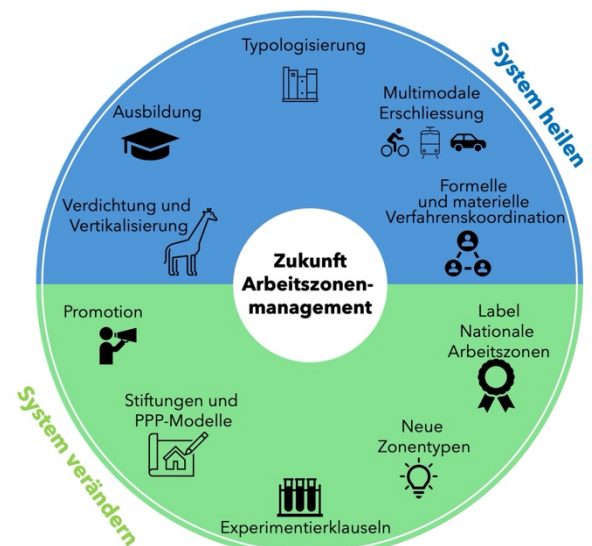 Typologisierung
System heilen
Ausbildung
Multimodale
Erschliessung
Verdichtung und
Vertikalisierung
Formelle
und materielle
Verfahrenskoordination
Zukunft
Arbeitszonen-
management
Promotion
Label
Nationale
Arbeitszonen
Stiftungen und
PPP-Modelle
Neue
Zonentypen
Experimentierklauseln
System verändern